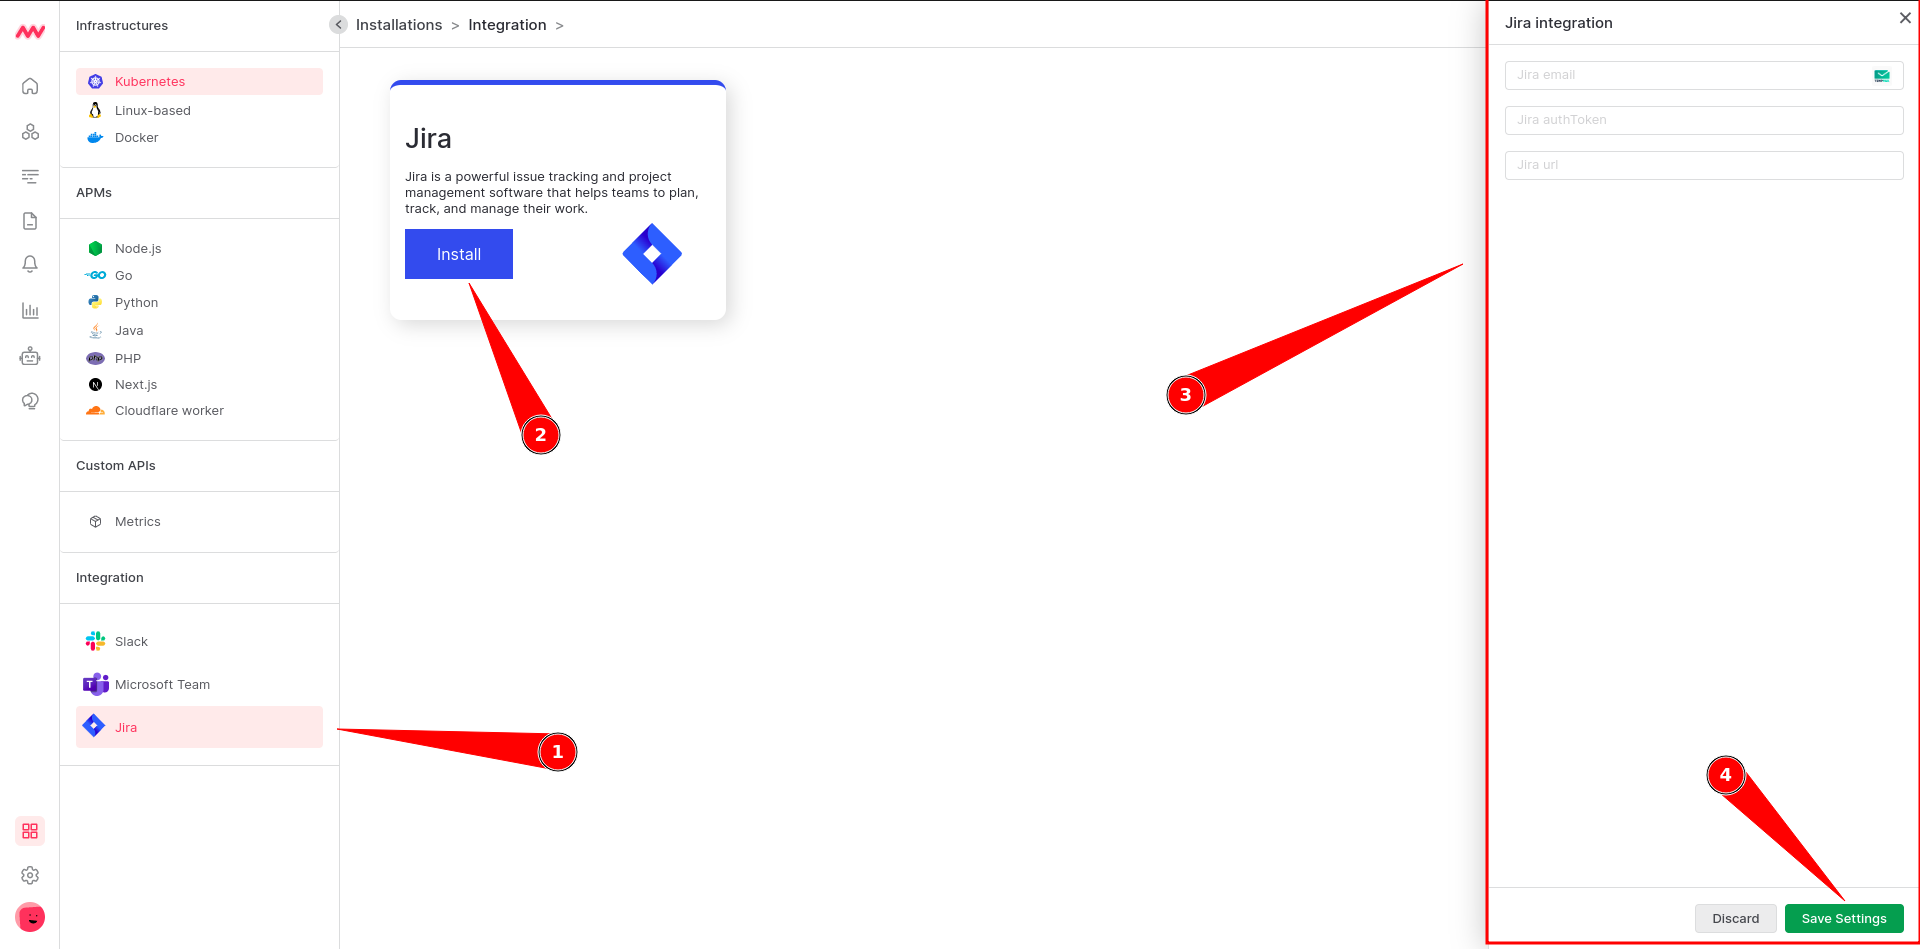 Infrastructures
Kubernetes
Linux-based
Docker
APMs
Node.js
GO
Go
Python
Java
php
PHP
N
Next.js
Cloudflare worker
Custom APIs
Metrics
Integration
Slack
T
Microsoft Team
Jira
Installations > Integration >
Jira
Jira is a powerful issue tracking and project
management software that helps teams to plan,
track, and manage their work.
Install
2
3
1
Jira integration
Jira email
Jira authToken
Jira url
4
Discard
Save Settings